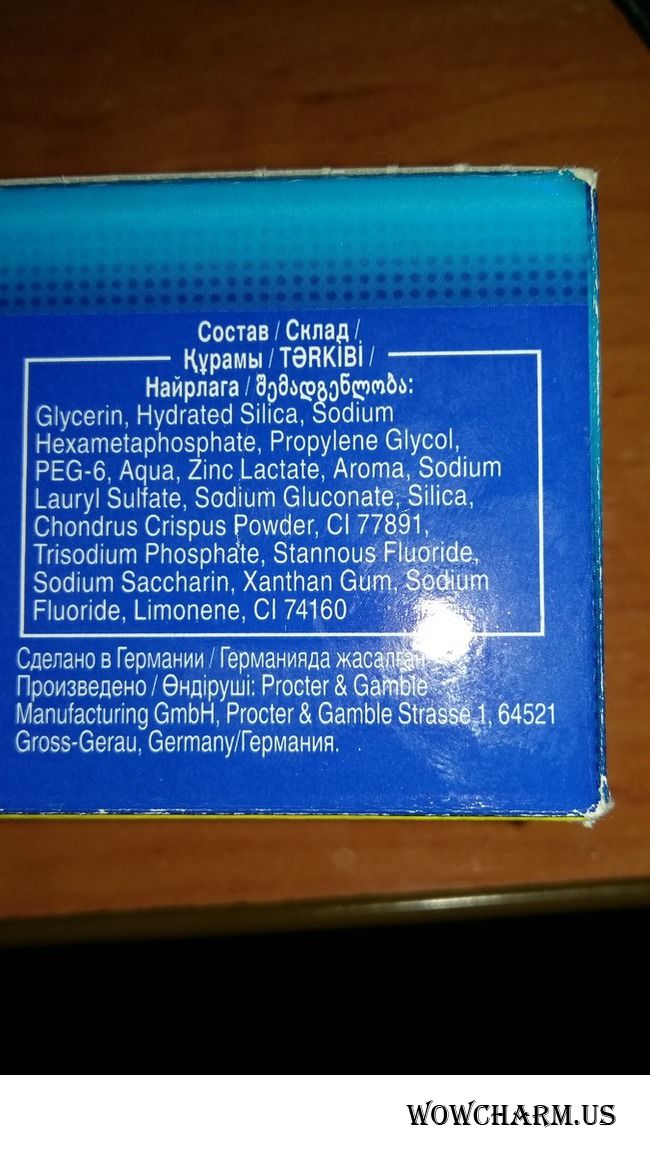 Состав / Склад /
Құрамы / TƏRKİBİ /
Найрлага / შემადგენლობა:
Glycerin, Hydrated Silica, Sodium
Hexametaphosphate, Propylene Glycol,
PEG-6, Aqua, Zinc Lactate, Aroma, Sodium
Lauryl Sulfate, Sodium Gluconate, Silica,
Chondrus Crispus Powder, CI 77891,
Trisodium Phosphate, Stannous Fluoride,
Sodium Saccharin, Xanthan Gum, Sodium
Fluoride, Limonene, CI 74160
Сделано в Германии / Германияда жасалған
Произведено / Өндіруші: Procter & Gamble
Manufacturing GmbH, Procter & Gamble Strasse 1, 64521
Gross-Gerau, Germany/Германия.
WOWCHARM.US